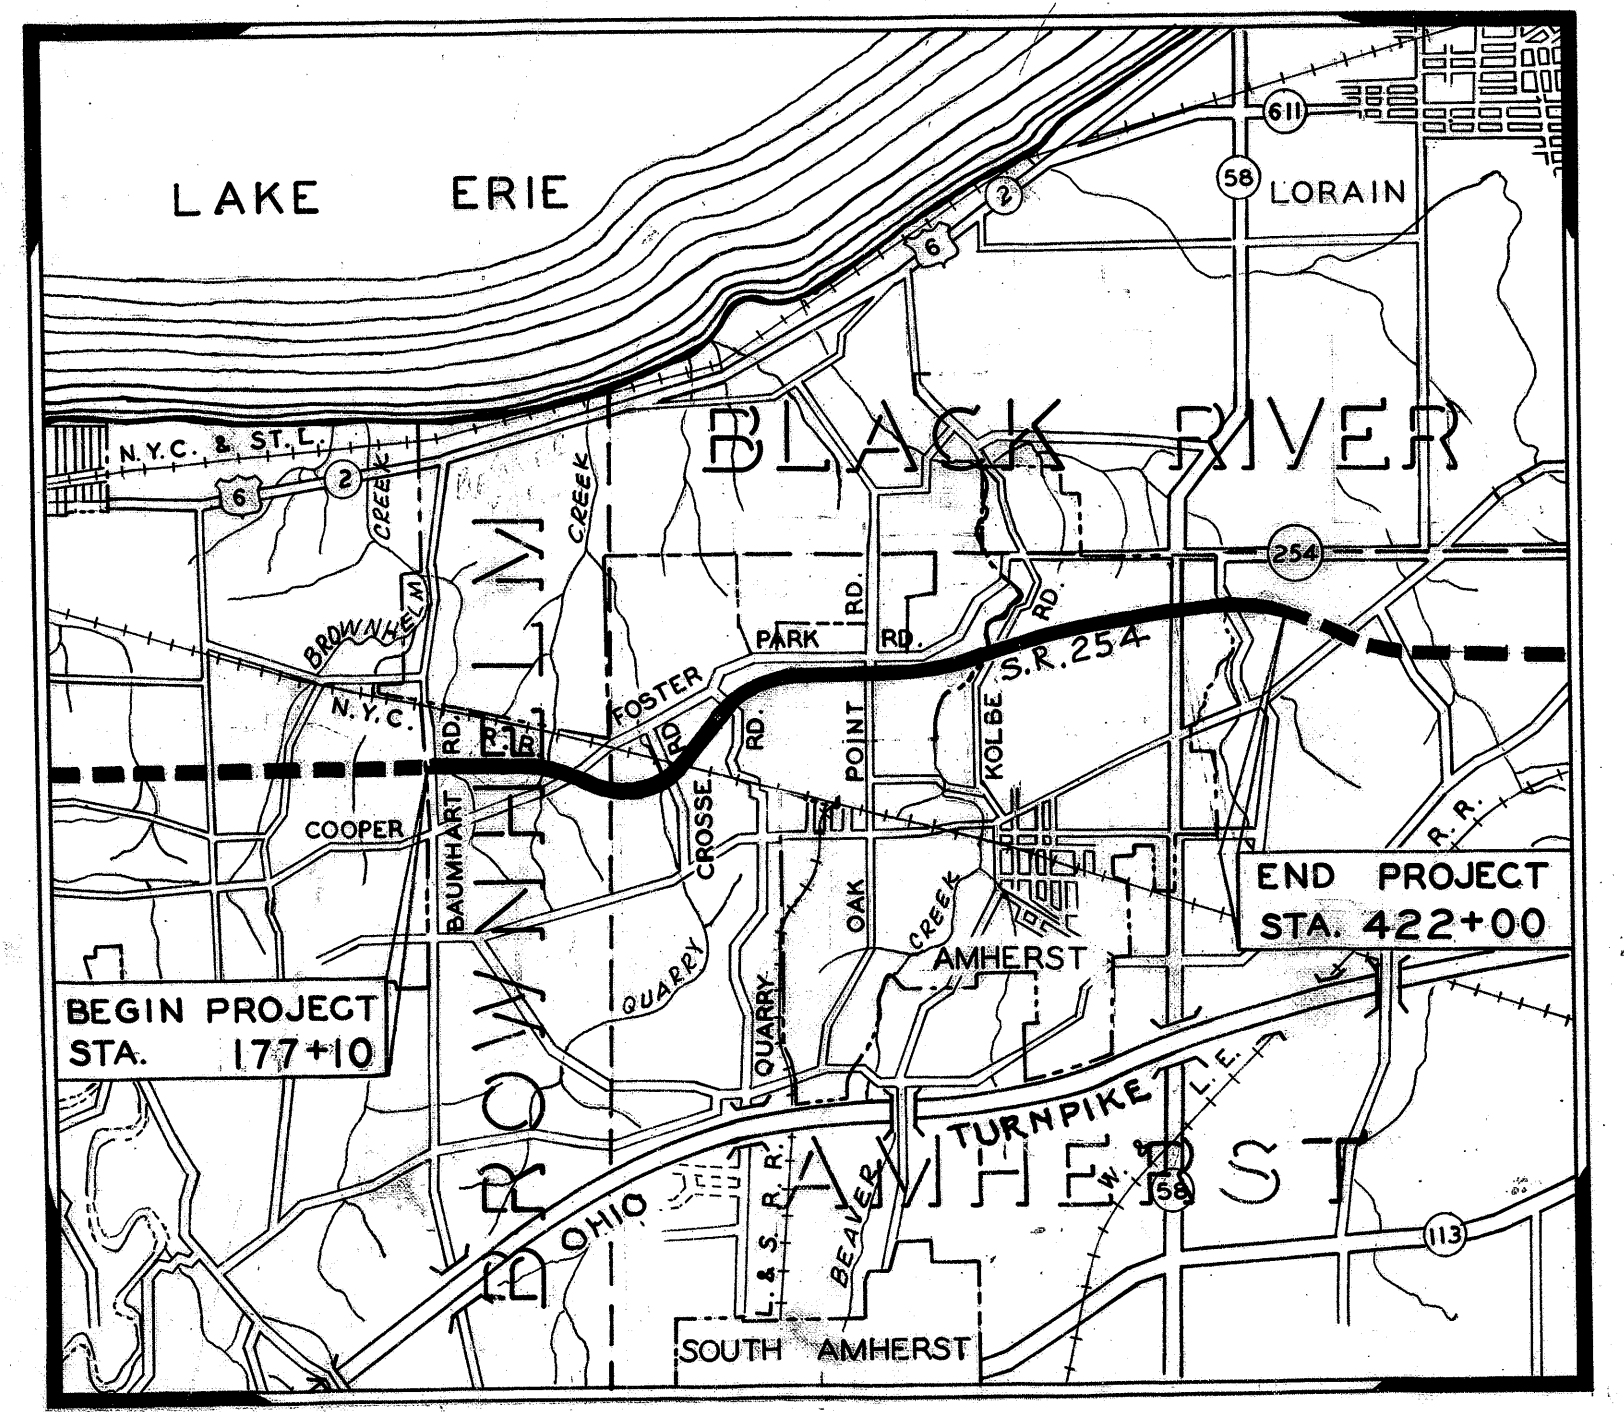 611
58
LORAIN
LAKE ERIE
2
6
BLACK RIVER
N.Y.C. & ST. L.
6
2
CREEK
CREEK
254
BROWNHELM
RD.
RD.
PARK RD.
S.R. 254
FOSTER
N.Y.C.
RD.
R.R.
RD.
RD.
POINT
KOLBE
COOPER
BAUMHART
CROSSE
R.R.
END PROJECT
STA. 422+00
OAK
CREEK
AMHERST
QUARRY
QUARRY
BEGIN PROJECT
STA. 177+10
BROWNHELM
L.E.
TURNPIKE
W. &
AMHERST
58
OHIO
L. & S. R. R.
BEAVER
113
SOUTH AMHERST